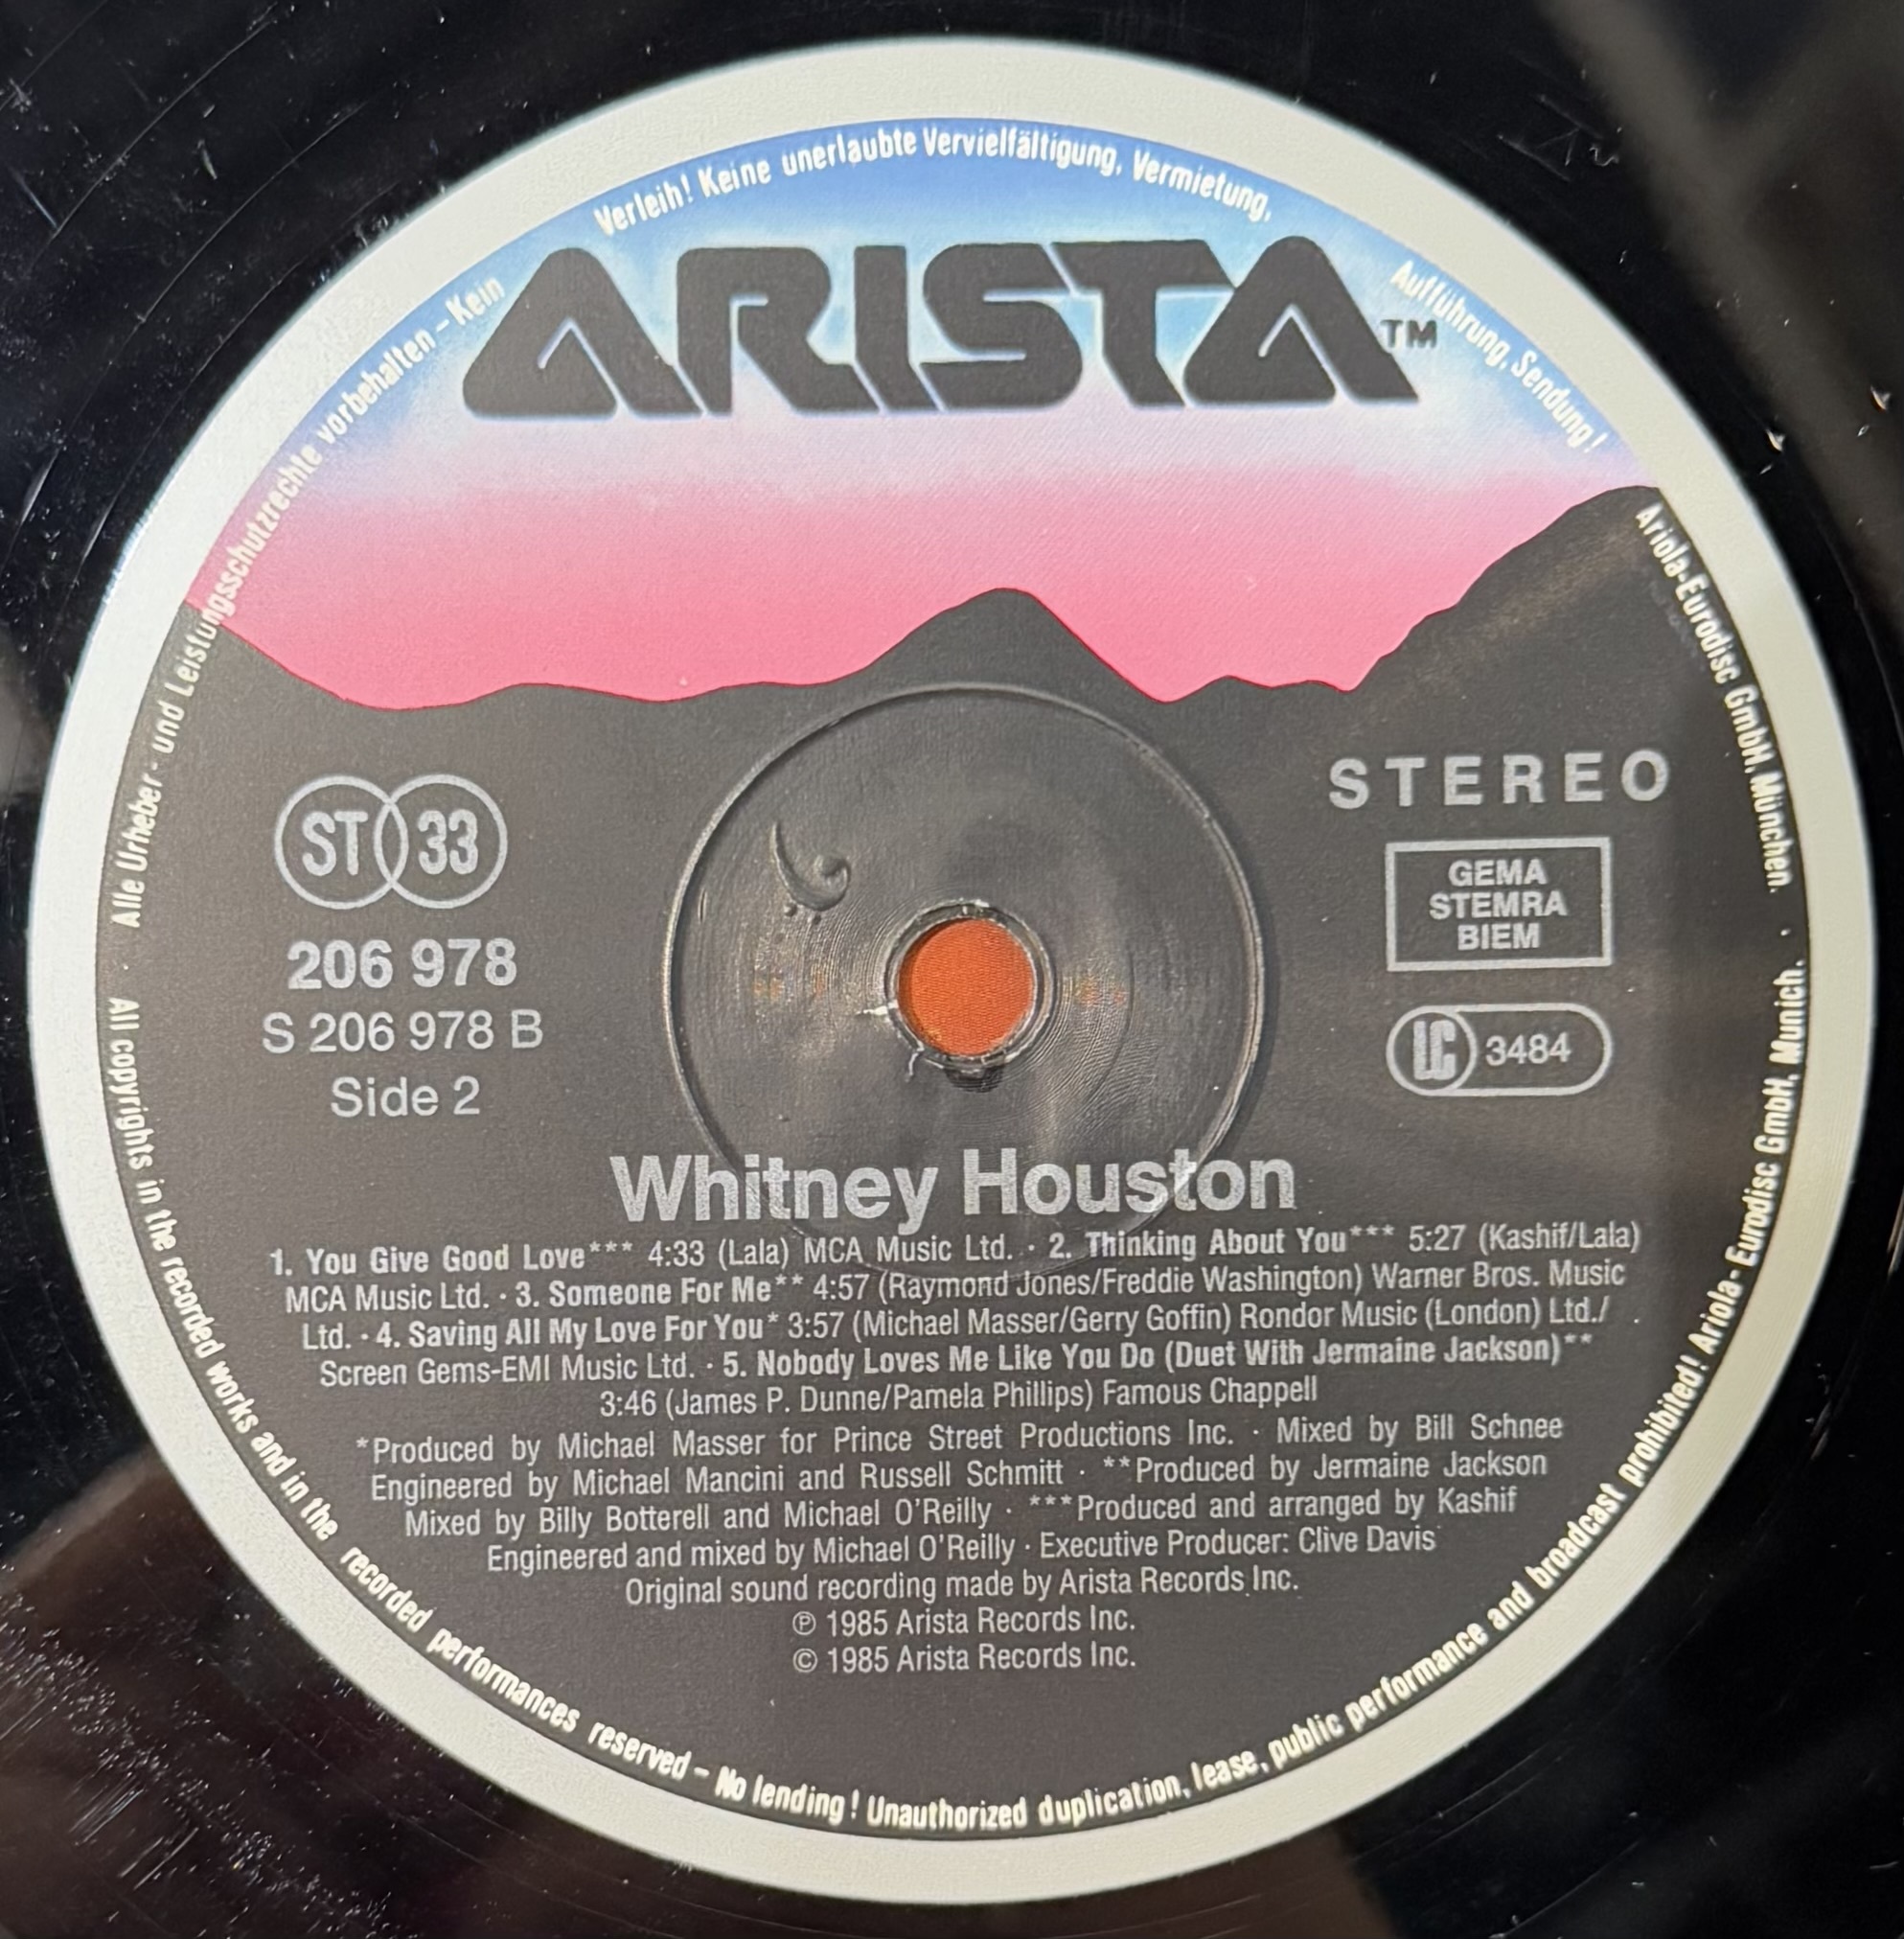 Alle Urheber- und Leistungsschutzrechte vorbehalten – Kein Verleih! Keine unerlaubte Vervielfältigung, Vermietung, Aufführung, Sendung! Ariola-Eurodisc GmbH, München.
ARISTA™
ST 33
206 978
S 206 978 B
Side 2
STEREO
GEMA
STEMRA
BIEM
LC 3484
Whitney Houston
1. You Give Good Love*** 4:33 (Lala) MCA Music Ltd. · 2. Thinking About You*** 5:27 (Kashif/Lala)
MCA Music Ltd. · 3. Someone For Me** 4:57 (Raymond Jones/Freddie Washington) Warner Bros. Music
Ltd. · 4. Saving All My Love For You* 3:57 (Michael Masser/Gerry Goffin) Rondor Music (London) Ltd./
Screen Gems-EMI Music Ltd. · 5. Nobody Loves Me Like You Do (Duet With Jermaine Jackson)**
3:46 (James P. Dunne/Pamela Phillips) Famous Chappell
*Produced by Michael Masser for Prince Street Productions Inc. · Mixed by Bill Schnee
Engineered by Michael Mancini and Russell Schmitt · **Produced by Jermaine Jackson
Mixed by Billy Botterell and Michael O'Reilly · ***Produced and arranged by Kashif
Engineered and mixed by Michael O'Reilly · Executive Producer: Clive Davis
Original sound recording made by Arista Records Inc.
℗ 1985 Arista Records Inc.
© 1985 Arista Records Inc.
All copyrights in the recorded works and in the recorded performances reserved – No lending! Unauthorized duplication, lease, public performance and broadcast prohibited! Ariola-Eurodisc GmbH, Munich.